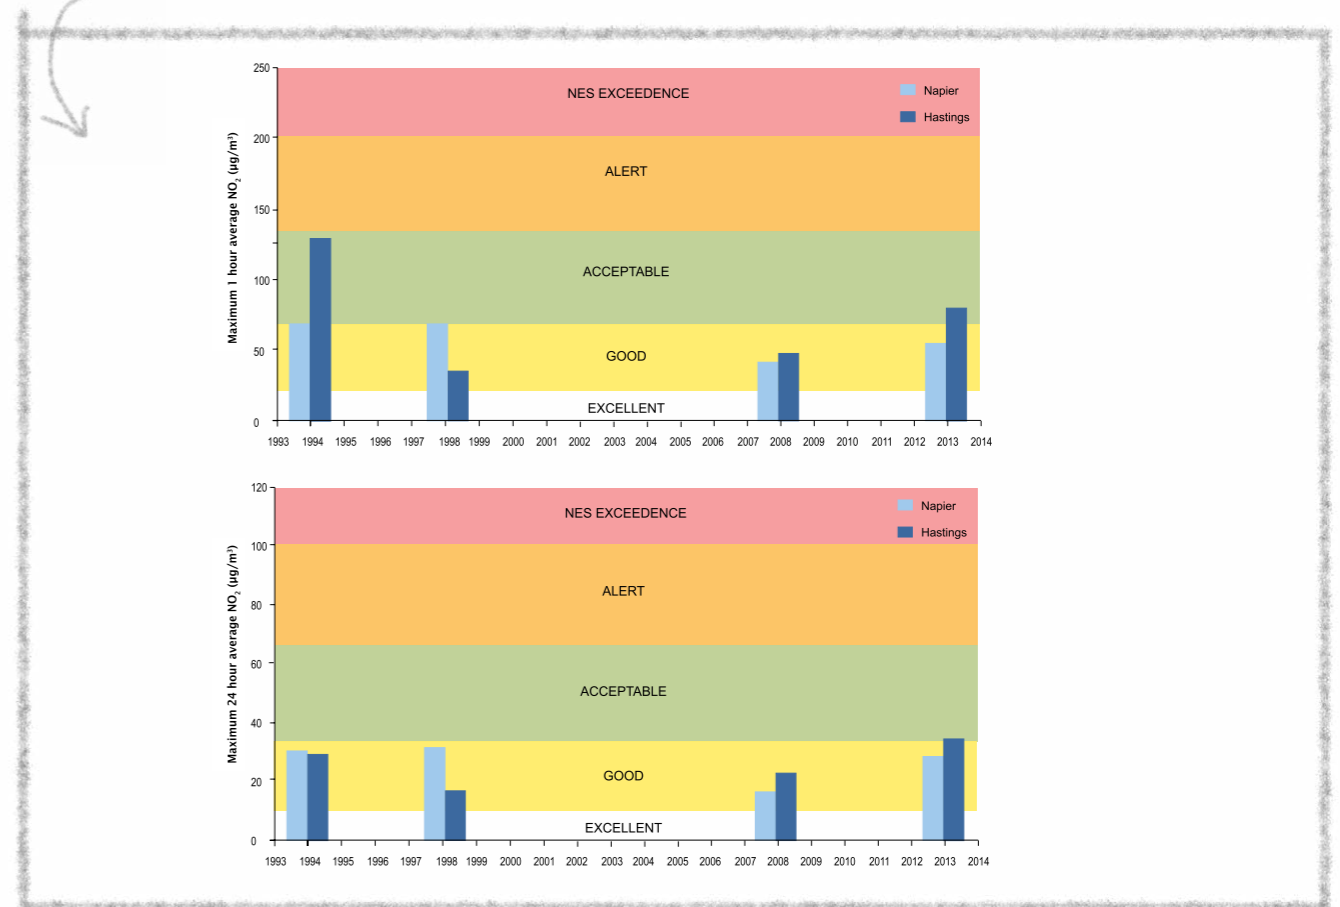 250
NES EXCEEDENCE
Napier
Hastings
200
ALERT
150
ACCEPTABLE
100
50
GOOD
EXCELLENT
0
Maximum 1 hour average NO₂ (µg/m³)
1993 1994 1995 1996 1997 1998 1999 2000 2001 2002 2003 2004 2005 2006 2007 2008 2009 2010 2011 2012 2013 2014
120
NES EXCEEDENCE
Napier
Hastings
100
ALERT
80
60
ACCEPTABLE
40
20
GOOD
EXCELLENT
0
Maximum 24 hour average NO₂ (µg/m³)
1993 1994 1995 1996 1997 1998 1999 2000 2001 2002 2003 2004 2005 2006 2007 2008 2009 2010 2011 2012 2013 2014